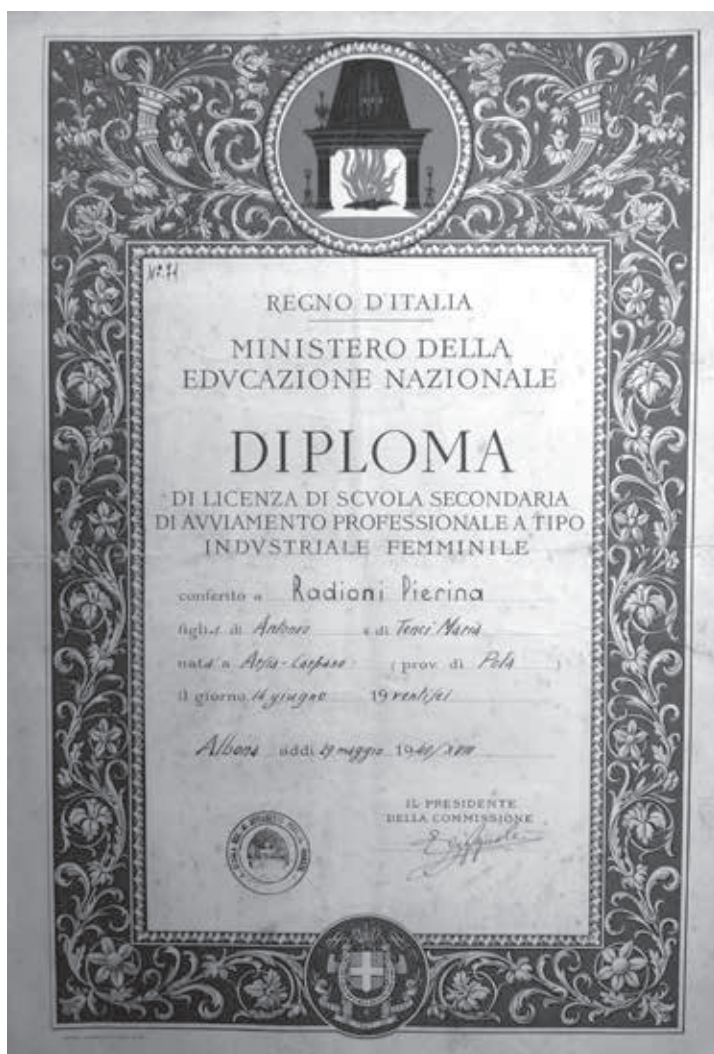 Nº. 71
REGNO D'ITALIA
MINISTERO DELLA
EDVCAZIONE NAZIONALE
DIPLOMA
DI LICENZA DI SCVOLA SECONDARIA
DI AVVIAMENTO PROFESSIONALE A TIPO
INDVSTRIALE FEMMINILE
conferito a Radioni Pierina
figlia di Antonio e di Tenci Maria
nata a Arsia-Carpano (prov. di Pola )
il giorno 14 giugno 19 ventisei
Albona addì 29 maggio 1940/XVIII
IL PRESIDENTE
DELLA COMMISSIONE